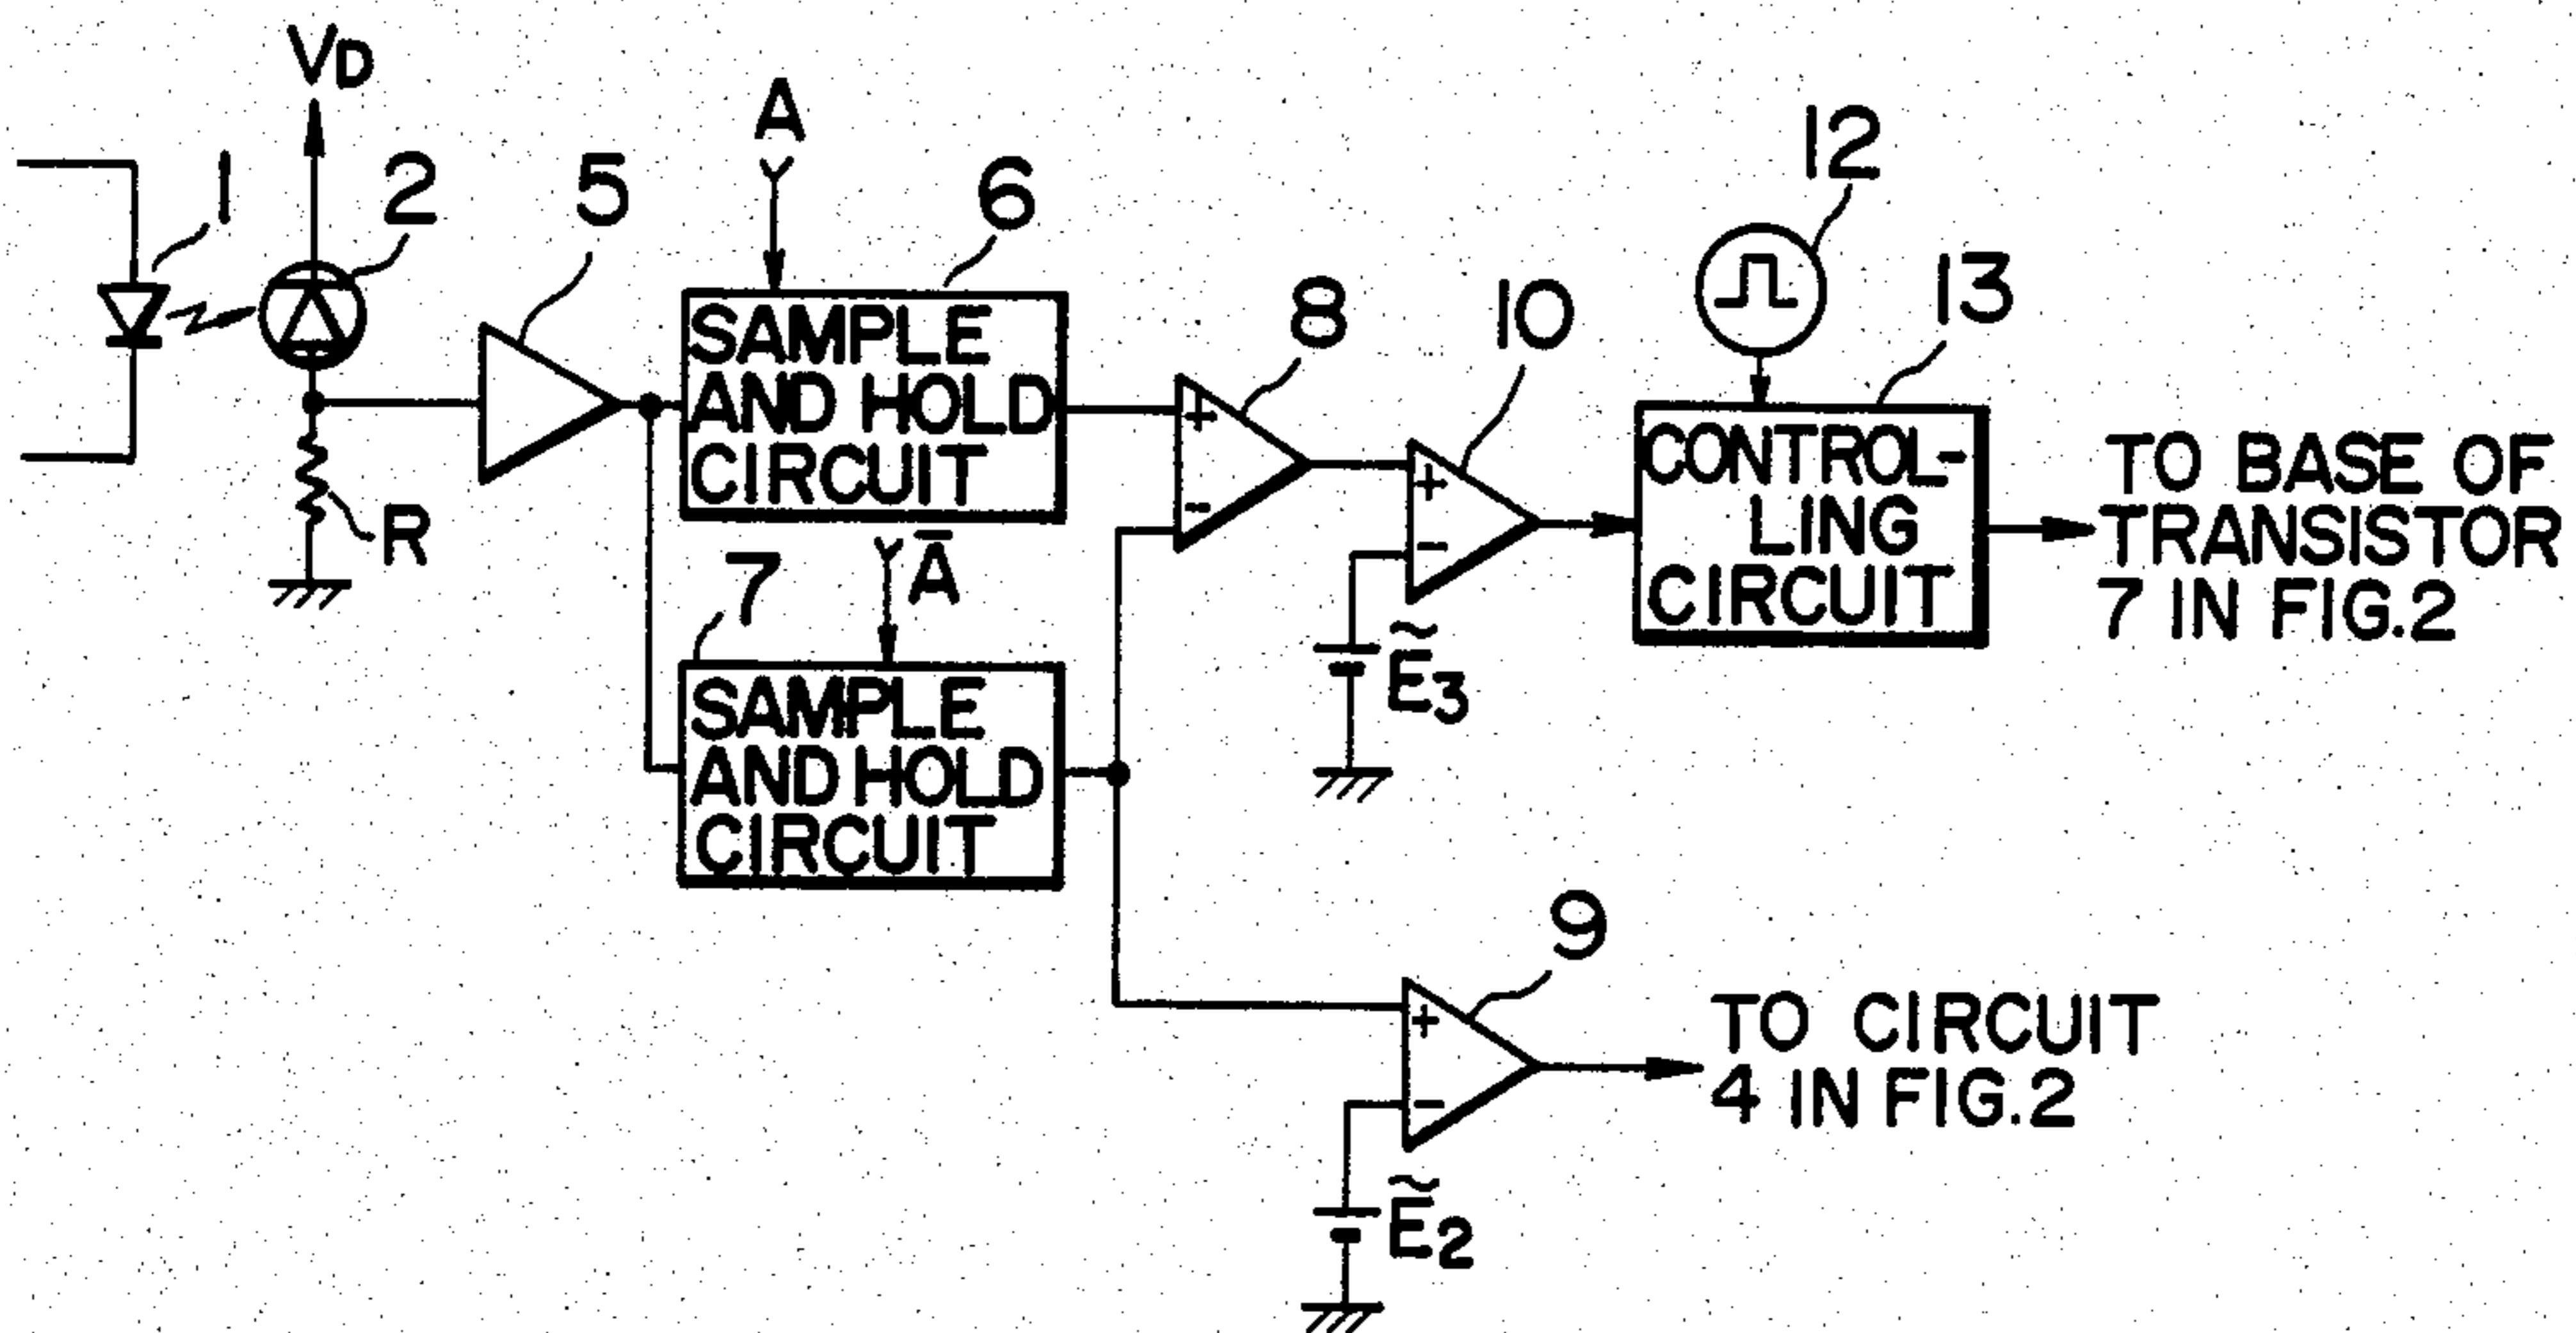 VD
A
1
2
5
6
12
SAMPLE
AND HOLD
CIRCUIT
8
10
13
+
-
+
-
CONTROL-
LING
CIRCUIT
TO BASE OF
TRANSISTOR
7 IN FIG.2
R
7
Ā
SAMPLE
AND HOLD
CIRCUIT
Ẽ3
9
+
-
TO CIRCUIT
4 IN FIG.2
Ẽ2